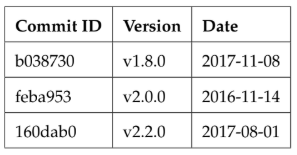 Commit ID Version Date
b038730 v1.8.0 2017-11-08
feba953 v2.0.0 2016-11-14
160dab0 v2.2.0 2017-08-01